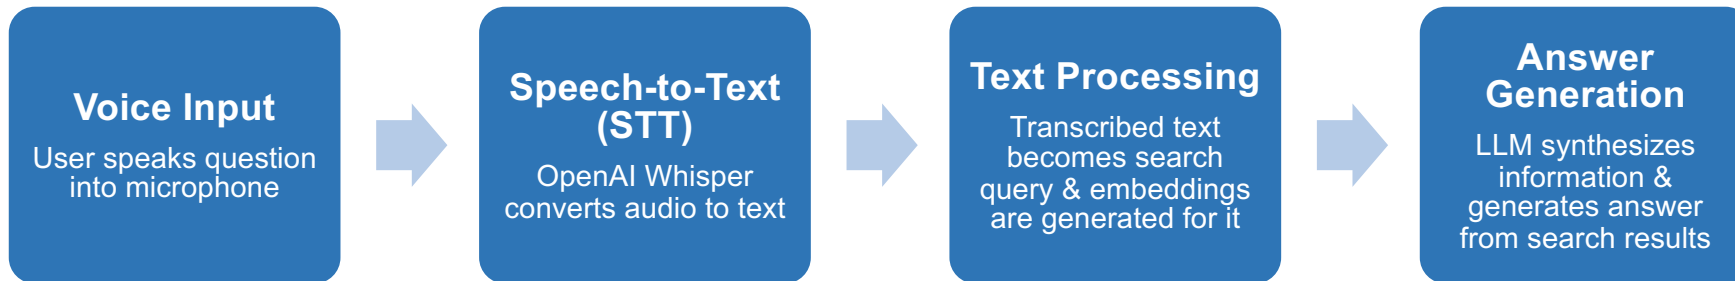 Voice Input
User speaks question
into microphone
Speech-to-Text
(STT)
OpenAI Whisper
converts audio to text
Text Processing
Transcribed text
becomes search
query & embeddings
are generated for it
Answer
Generation
LLM synthesizes
information &
generates answer
from search results